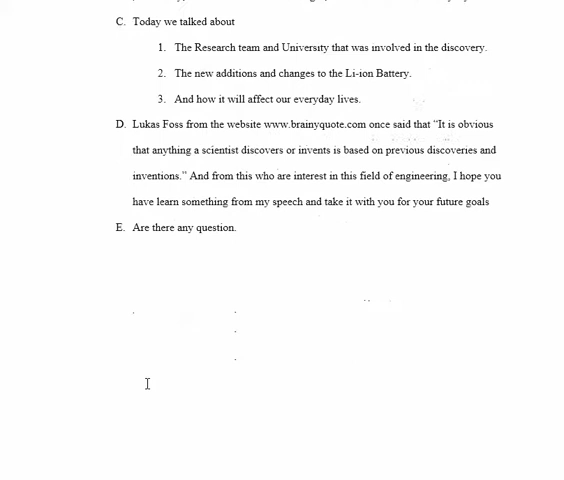 C. Today we talked about
1. The Research team and University that was involved in the discovery.
2. The new additions and changes to the Li-ion Battery.
3. And how it will affect our everyday lives.
D. Lukas Foss from the website www.brainyquote.com once said that “It is obvious
that anything a scientist discovers or invents is based on previous discoveries and
inventions.” And from this who are interest in this field of engineering, I hope you
have learn something from my speech and take it with you for your future goals
E. Are there any question.